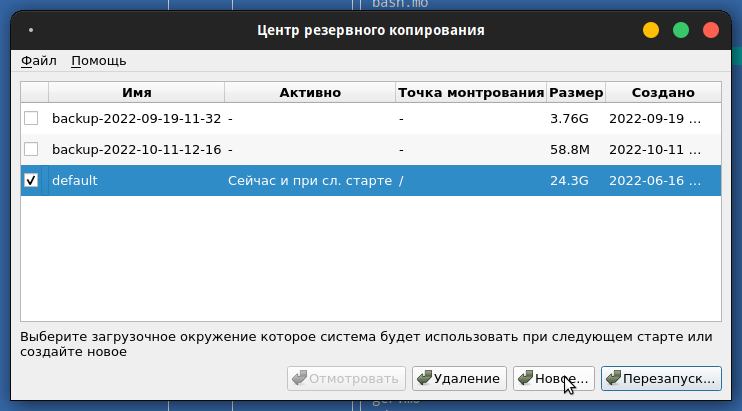 bash.mo
Центр резервного копирования
Файл Помощь
Имя Активно Точка монтрования Размер Создано
backup-2022-09-19-11-32 - - 3.76G 2022-09-19 ...
backup-2022-10-11-12-16 - - 58.8M 2022-10-11 ...
default Сейчас и при сл. старте / 24.3G 2022-06-16 ...
Выберите загрузочное окружение которое система будет использовать при следующем старте или
создайте новое
Отмотровать Удаление Новое... Перезапуск...